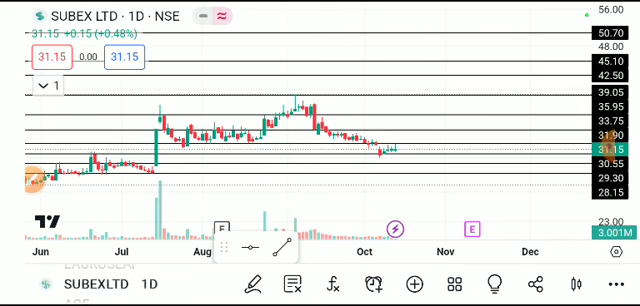 SUBEX LTD · 1D · NSE
31.15 +0.15 (+0.48%)
31.15 0.00 31.15
1
56.00
50.70
48.00
45.10
42.50
39.05
35.95
33.75
31.90
31.15
30.55
29.30
28.15
23.00
3.001M
E E
Jun Jul Aug Oct Nov Dec
SUBEXLTD 1D